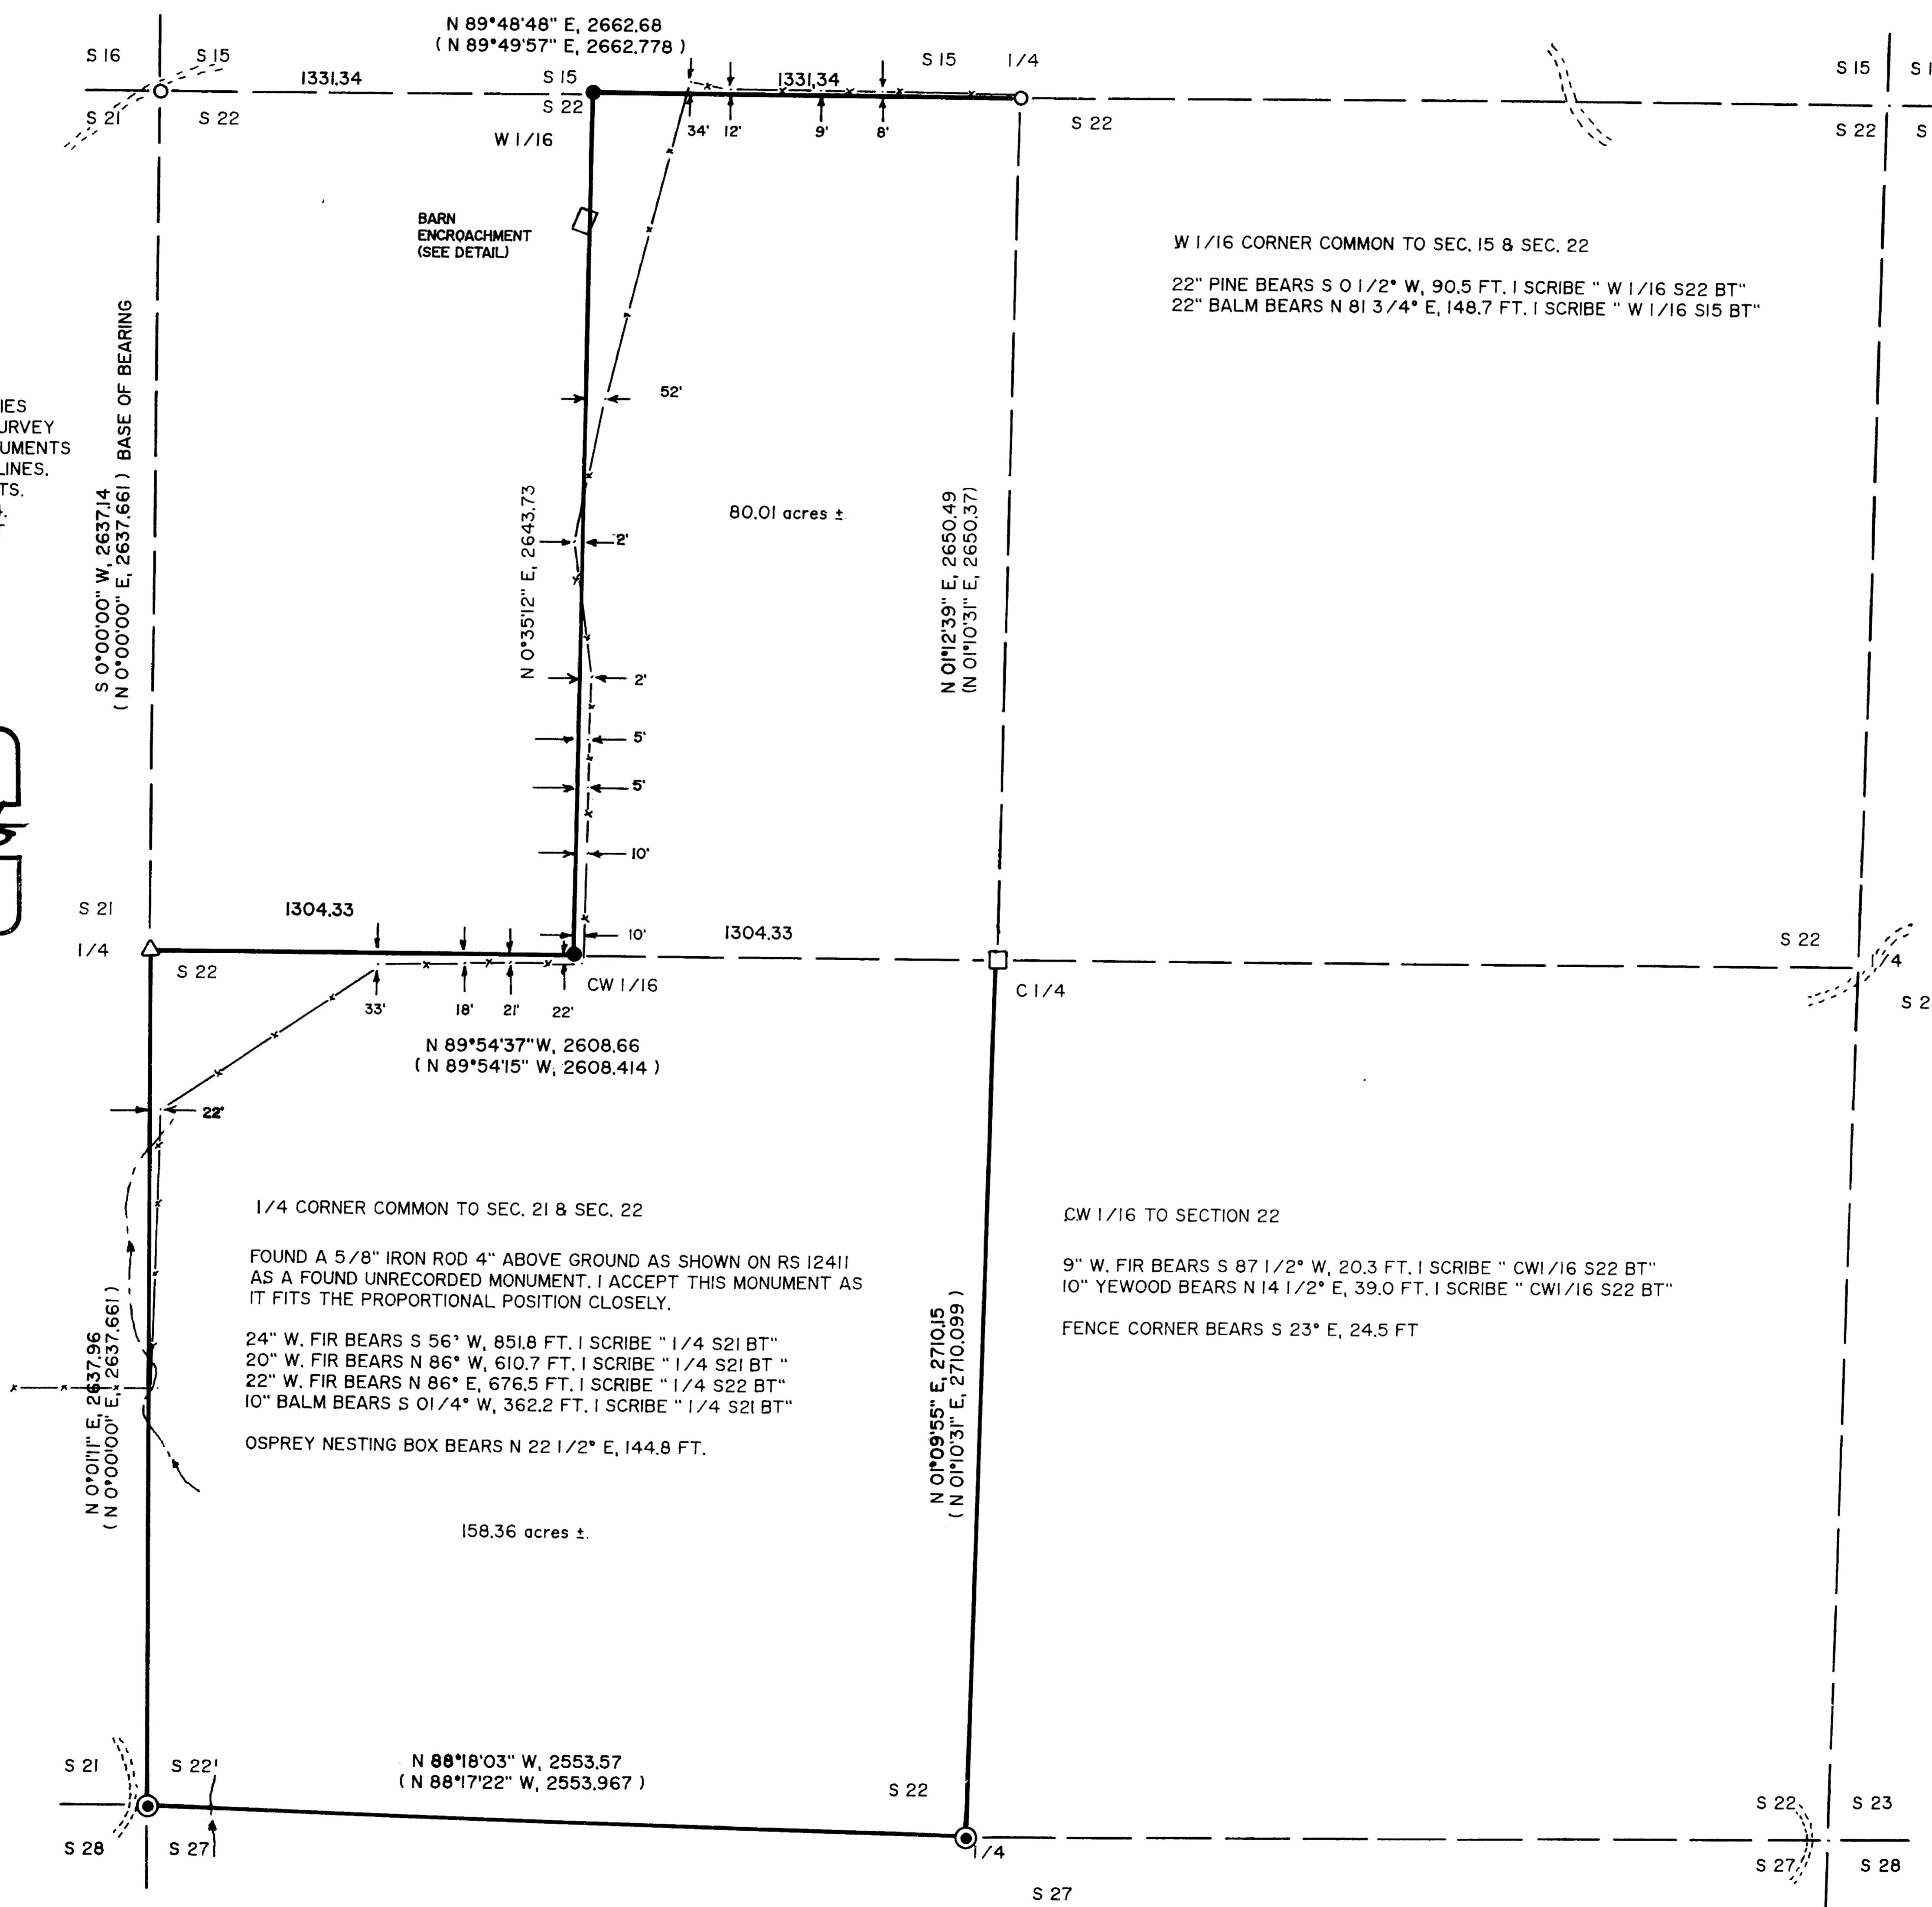 N 89°48'48" E, 2662.68
( N 89°49'57" E, 2662.778 )
S 16
S 15
1331.34
S 15
1331.34
S 15
1/4
S 15
S 21
S 22
S 22
34'
12'
9'
8'
S 22
S 22
S
W 1/16
BARN
ENCROACHMENT
(SEE DETAIL)
W 1/16 CORNER COMMON TO SEC. 15 & SEC. 22
22" PINE BEARS S 0 1/2° W, 90.5 FT. I SCRIBE " W 1/16 S22 BT"
22" BALM BEARS N 81 3/4° E, 148.7 FT. I SCRIBE " W 1/16 S15 BT"
IES
URVEY
UMENTS
LINES.
TS.
S 0°00'00" W, 2637.14
( N 0°00'00" E, 2637.661 ) BASE OF BEARING
52'
N 0°35'12" E, 2643.73
80.01 acres ±
N 01°12'39" E, 2650.49
(N 01°10'31" E, 2650.37)
2'
2'
5'
5'
10'
10'
S 21
1304.33
1304.33
S 22
1/4
S 22
1/4
CW 1/16
C 1/4
S 2
33'
18'
21'
22'
N 89°54'37"W, 2608.66
( N 89°54'15" W, 2608.414 )
22'
1/4 CORNER COMMON TO SEC. 21 & SEC. 22
FOUND A 5/8" IRON ROD 4" ABOVE GROUND AS SHOWN ON RS 12411
AS A FOUND UNRECORDED MONUMENT. I ACCEPT THIS MONUMENT AS
IT FITS THE PROPORTIONAL POSITION CLOSELY.
24" W. FIR BEARS S 56° W, 851.8 FT. I SCRIBE " 1/4 S21 BT"
20" W. FIR BEARS N 86° W, 610.7 FT. I SCRIBE " 1/4 S21 BT "
22" W. FIR BEARS N 86° E, 676.5 FT. I SCRIBE " 1/4 S22 BT"
10" BALM BEARS S 01/4° W, 362.2 FT. I SCRIBE " 1/4 S21 BT"
OSPREY NESTING BOX BEARS N 22 1/2° E, 144.8 FT.
CW 1/16 TO SECTION 22
9" W. FIR BEARS S 87 1/2° W, 20.3 FT. I SCRIBE " CW1/16 S22 BT"
10" YEWOOD BEARS N 14 1/2° E, 39.0 FT. I SCRIBE " CW1/16 S22 BT"
FENCE CORNER BEARS S 23° E, 24.5 FT
N 0°01'11" E, 2637.96
( N 0°00'00" E, 2637.661 )
N 01°09'55" E, 2710.15
( N 01°10'31" E, 2710.099 )
158.36 acres ±
S 21
S 22
N 88°18'03" W, 2553.57
( N 88°17'22" W, 2553.967 )
S 22
S 22
S 23
S 28
S 27
1/4
S 27
S 28
S 27